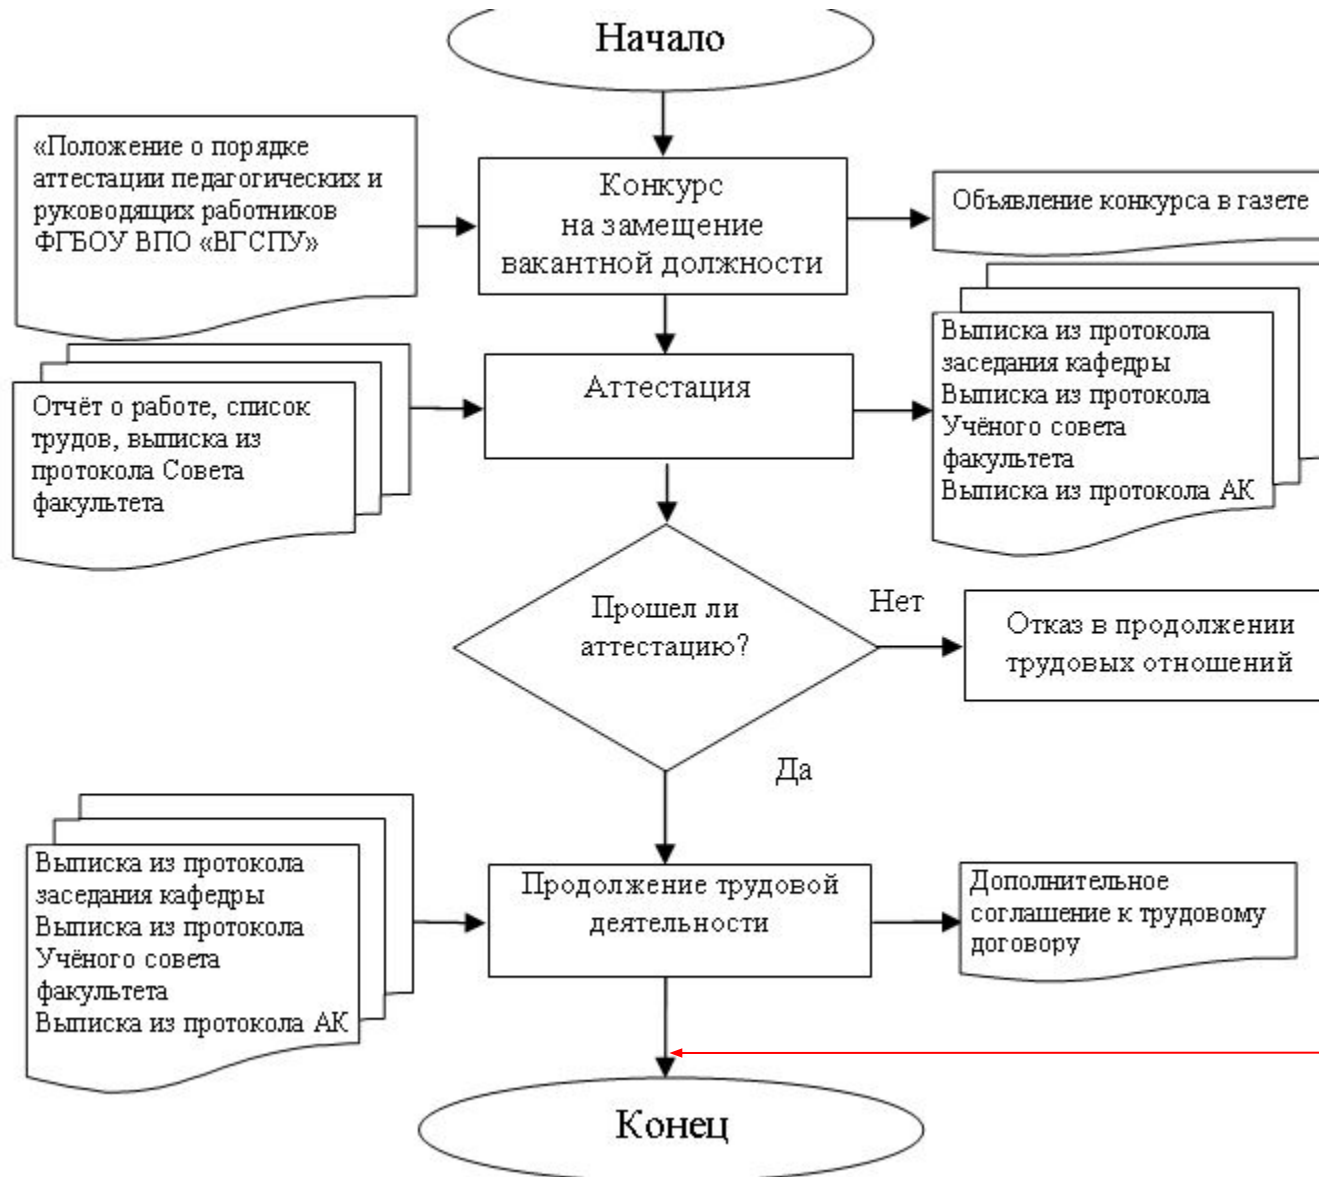 Начало
«Положение о порядке
аттестации педагогических и
руководящих работников
ФГБОУ ВПО «ВГСПУ»
Конкурс
на замещение
вакантной должности
Объявление конкурса в газете
Отчёт о работе, список
трудов, выписка из
протокола Совета
факультета
Аттестация
Выписка из протокола
заседания кафедры
Выписка из протокола
Учёного совета
факультета
Выписка из протокола АК
Прошел ли
аттестацию?
Нет
Отказ в продолжении
трудовых отношений
Да
Выписка из протокола
заседания кафедры
Выписка из протокола
Учёного совета
факультета
Выписка из протокола АК
Продолжение трудовой
деятельности
Дополнительное
соглашение к трудовому
договору
Конец